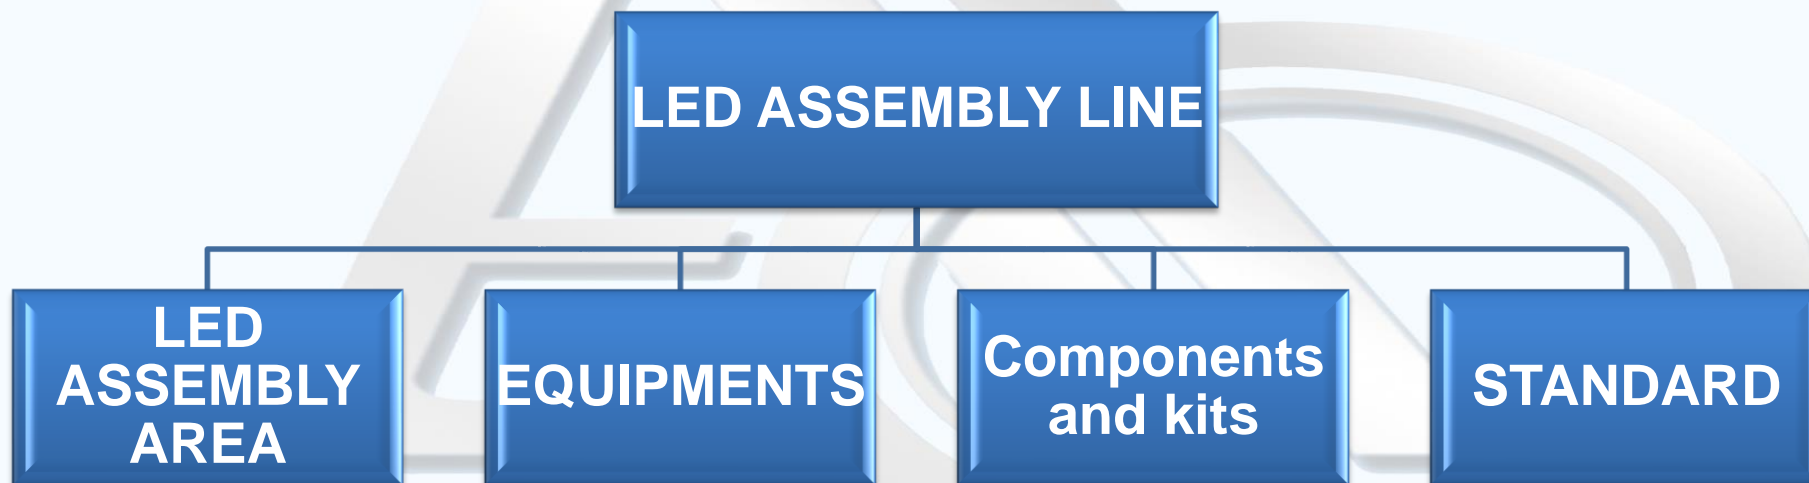 LED ASSEMBLY LINE
LED
ASSEMBLY
AREA
EQUIPMENTS
Components
and kits
STANDARD